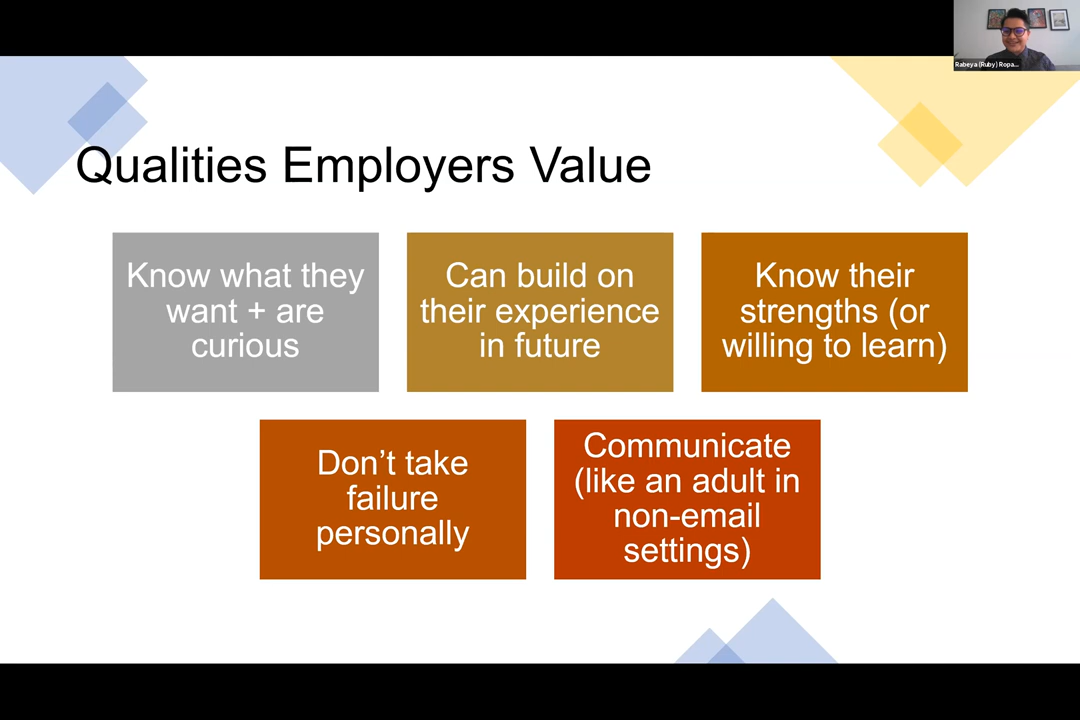 Rabeya (Ruby) Ropa...
Qualities Employers Value
Know what they
want + are
curious
Can build on
their experience
in future
Know their
strengths (or
willing to learn)
Don’t take
failure
personally
Communicate
(like an adult in
non-email
settings)